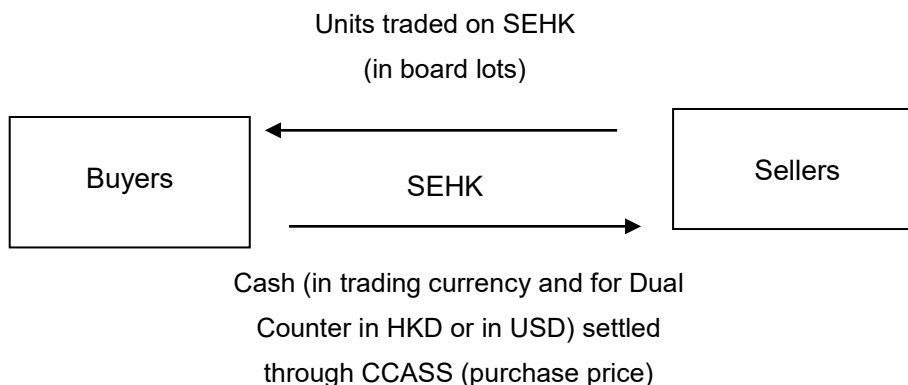 Units traded on SEHK
(in board lots)
Buyers
SEHK
Sellers
Cash (in trading currency and for Dual
Counter in HKD or in USD) settled
through CCASS (purchase price)